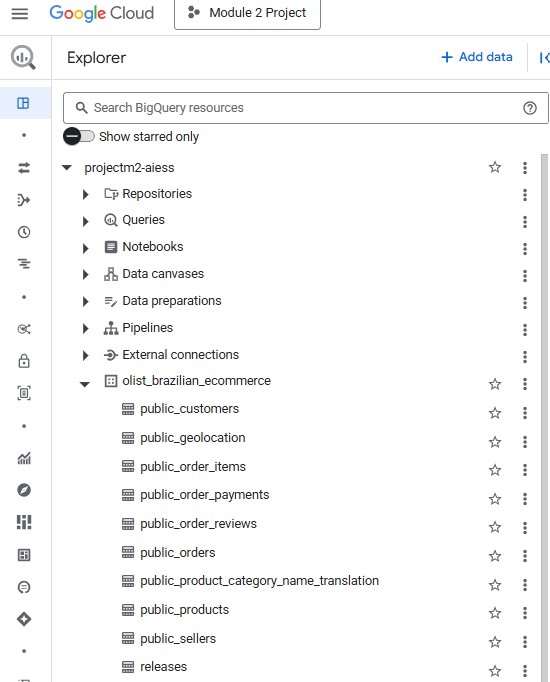 Google Cloud
Module 2 Project
Explorer
+ Add data
Search BigQuery resources
Show starred only
projectm2-aiess
Repositories
Queries
Notebooks
Data canvases
Data preparations
Pipelines
External connections
olist_brazilian_ecommerce
public_customers
public_geolocation
public_order_items
public_order_payments
public_order_reviews
public_orders
public_product_category_name_translation
public_products
public_sellers
releases